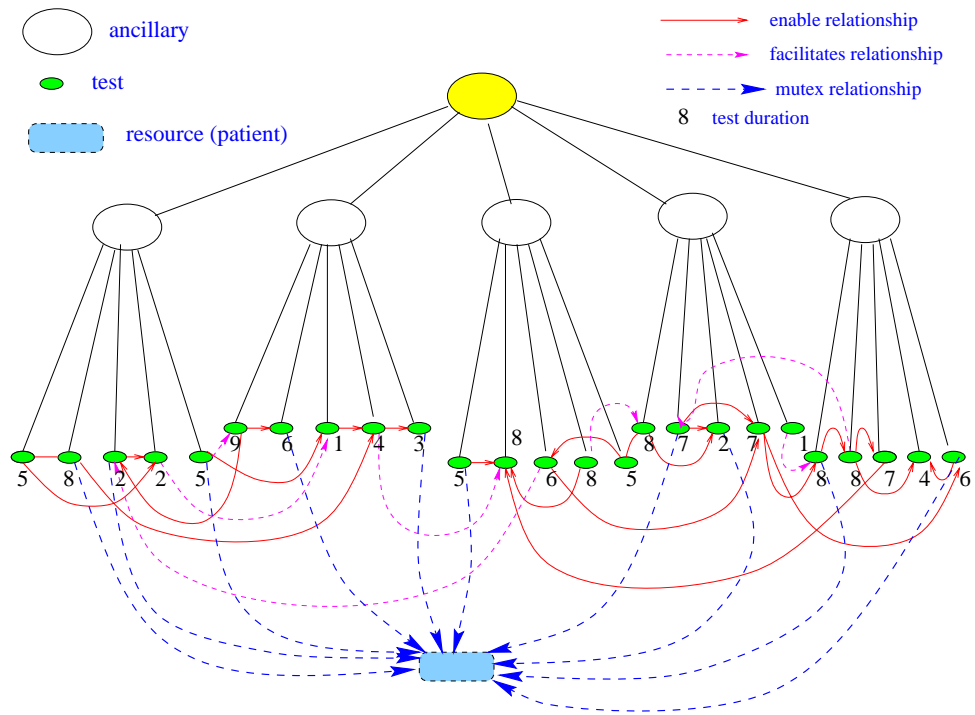 ancillary
test
resource (patient)
enable relationship
facilitates relationship
mutex relationship
8 test duration
9 6 1 4 3
8 7 2 7 1
5 8 2 2 5
5 8 6 8 5
8 8 7 4 6